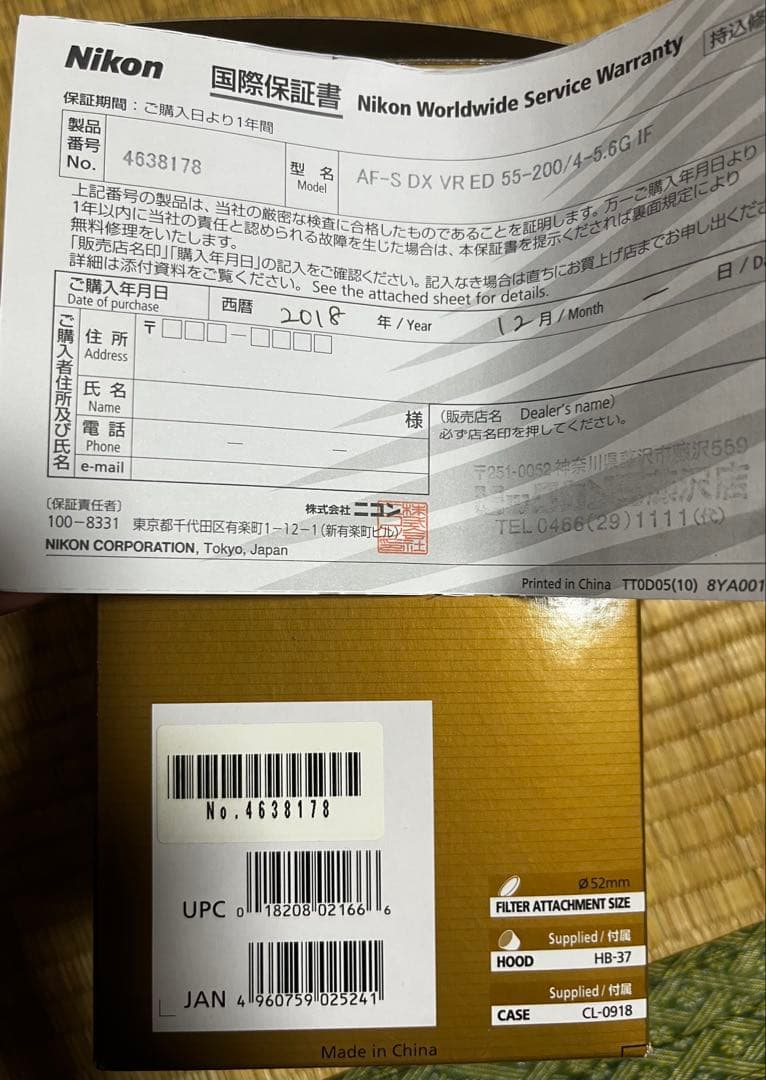 Nikon 国際保証書 Nikon Worldwide Service Warranty 持込修
保証期間：ご購入日より1年間
製品番号 No. 4638178 型名 Model AF-S DX VR ED 55-200/4-5.6G IF
上記番号の製品は、当社の厳密な検査に合格したものであることを証明します。万一ご購入年月日より
1年以内に当社の責任と認められる故障を生じた場合は、本保証書を提示くだされば裏面規定により
無料修理をいたします。
「販売店名印」「購入年月日」の記入をご確認ください。記入なき場合は直ちにお買上げ店までお申し出くださ
詳細は添付資料をご覧ください。See the attached sheet for details.
ご購入年月日 Date of purchase 西暦 2018 年 / Year 12 月 / Month 日 / D
ご購入者住所及び氏名
住所 Address 〒
氏名 Name 様
電話 Phone
e-mail
(販売店名 Dealer's name)
必ず店名印を押してください。
〒251-0052 神奈川県藤沢市藤沢559
沢店
TEL 0466(29)1111(代)
〔保証責任者〕
株式会社 ニコン
100-8331 東京都千代田区有楽町1-12-1(新有楽町ビル)
NIKON CORPORATION, Tokyo, Japan
Printed in China TT0D05(10) 8YA001
No.4638178
UPC 0 18208 02166 6
JAN 4 960759 025241
Ø52mm
FILTER ATTACHMENT SIZE
Supplied / 付属
HOOD HB-37
Supplied / 付属
CASE CL-0918
Made in China